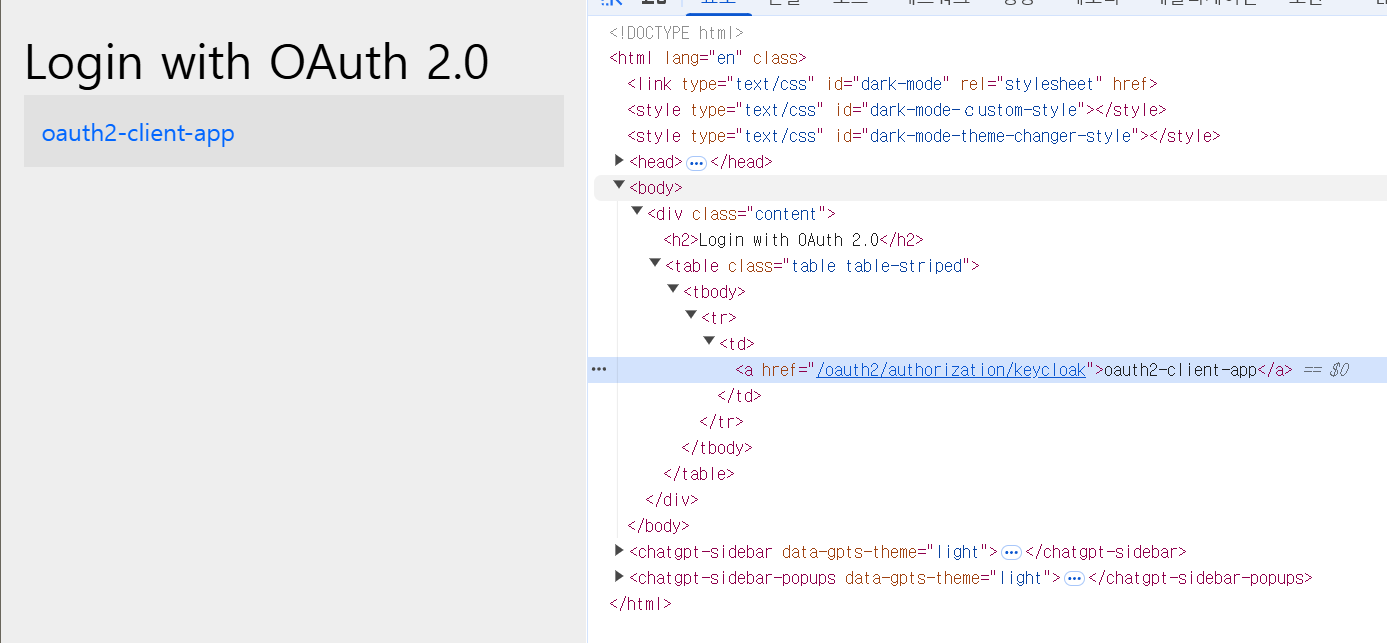 Login with OAuth 2.0
oauth2-client-app
<!DOCTYPE html>
<html lang="en" class>
<link type="text/css" id="dark-mode" rel="stylesheet" href>
<style type="text/css" id="dark-mode-custom-style"></style>
<style type="text/css" id="dark-mode-theme-changer-style"></style>
<head>…</head>
<body>
<div class="content">
<h2>Login with OAuth 2.0</h2>
<table class="table table-striped">
<tbody>
<tr>
<td>
<a href="/oauth2/authorization/keycloak">oauth2-client-app</a> == $0
</td>
</tr>
</tbody>
</table>
</div>
</body>
<chatgpt-sidebar data-gpts-theme="light">…</chatgpt-sidebar>
<chatgpt-sidebar-popups data-gpts-theme="light">…</chatgpt-sidebar-popups>
</html>